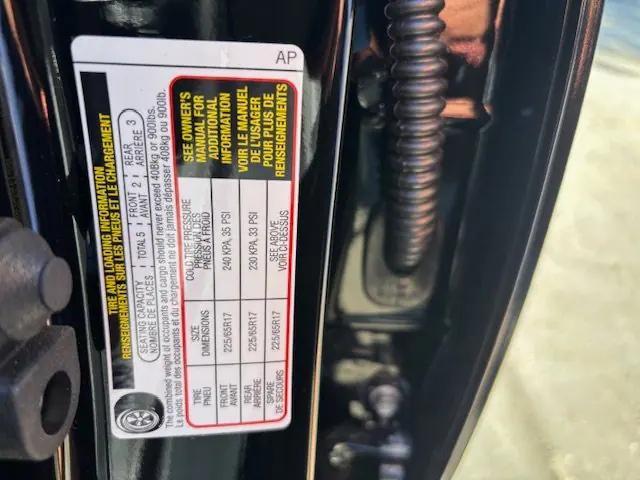 AP
TIRE AND LOADING INFORMATION
RENSEIGNEMENTS SUR LES PNEUS ET LE CHARGEMENT
SEATING CAPACITY
NOMBRE DE PLACES
TOTAL 5
FRONT
AVANT 2
REAR
ARRIÈRE 3
The combined weight of occupants and cargo should never exceed 408kg or 900lbs.
Le poids total des occupants et du chargement ne doit jamais dépasser 408kg ou 900lb.
TIRE
PNEU
SIZE
DIMENSIONS
COLD TIRE PRESSURE
PRESSION DES
PNEUS À FROID
SEE OWNER'S
MANUAL FOR
ADDITIONAL
INFORMATION
VOIR LE MANUEL
DE L'USAGER
POUR PLUS DE
RENSEIGNEMENTS
FRONT
AVANT
225/65R17
240 KPA, 35 PSI
REAR
ARRIÈRE
225/65R17
230 KPA, 33 PSI
SPARE
DE SECOURS
225/65R17
SEE ABOVE
VOIR CI-DESSUS